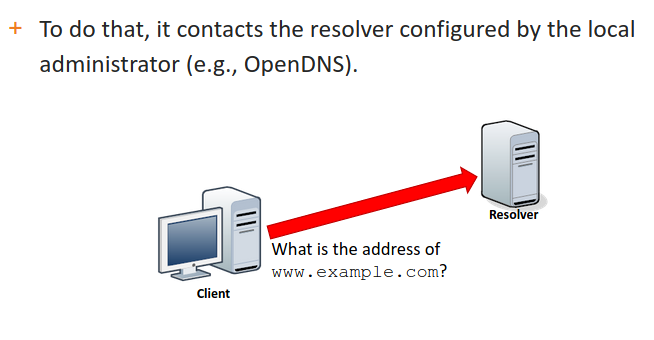 + To do that, it contacts the resolver configured by the local
administrator (e.g., OpenDNS).
Resolver
What is the address of
www.example.com?
Client